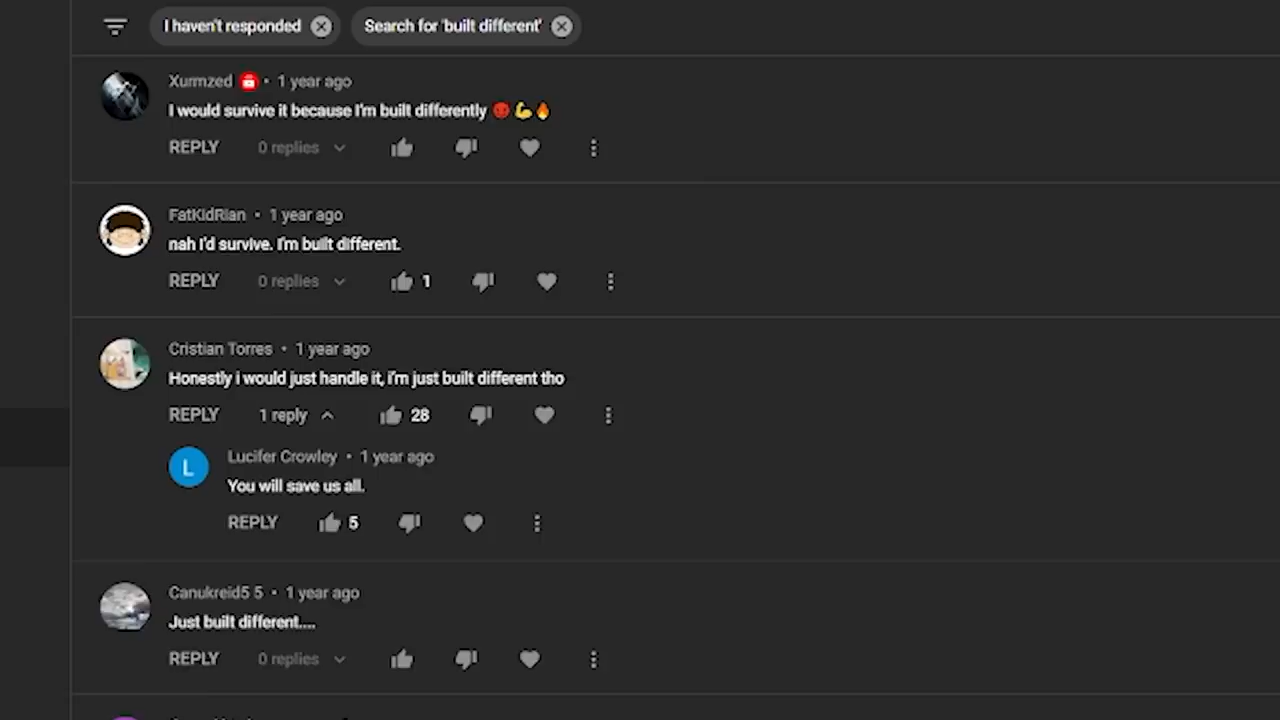 I haven't responded
Search for 'built different'
Xurmzed • 1 year ago
I would survive it because I'm built differently 😡 💪 🔥
REPLY 0 replies
FatKidRian • 1 year ago
nah I'd survive. I'm built different.
REPLY 0 replies 1
Cristian Torres • 1 year ago
Honestly i would just handle it, i'm just built different tho
REPLY 1 reply 28
L
Lucifer Crowley • 1 year ago
You will save us all.
REPLY 5
Canukreid5 5 • 1 year ago
Just built different....
REPLY 0 replies